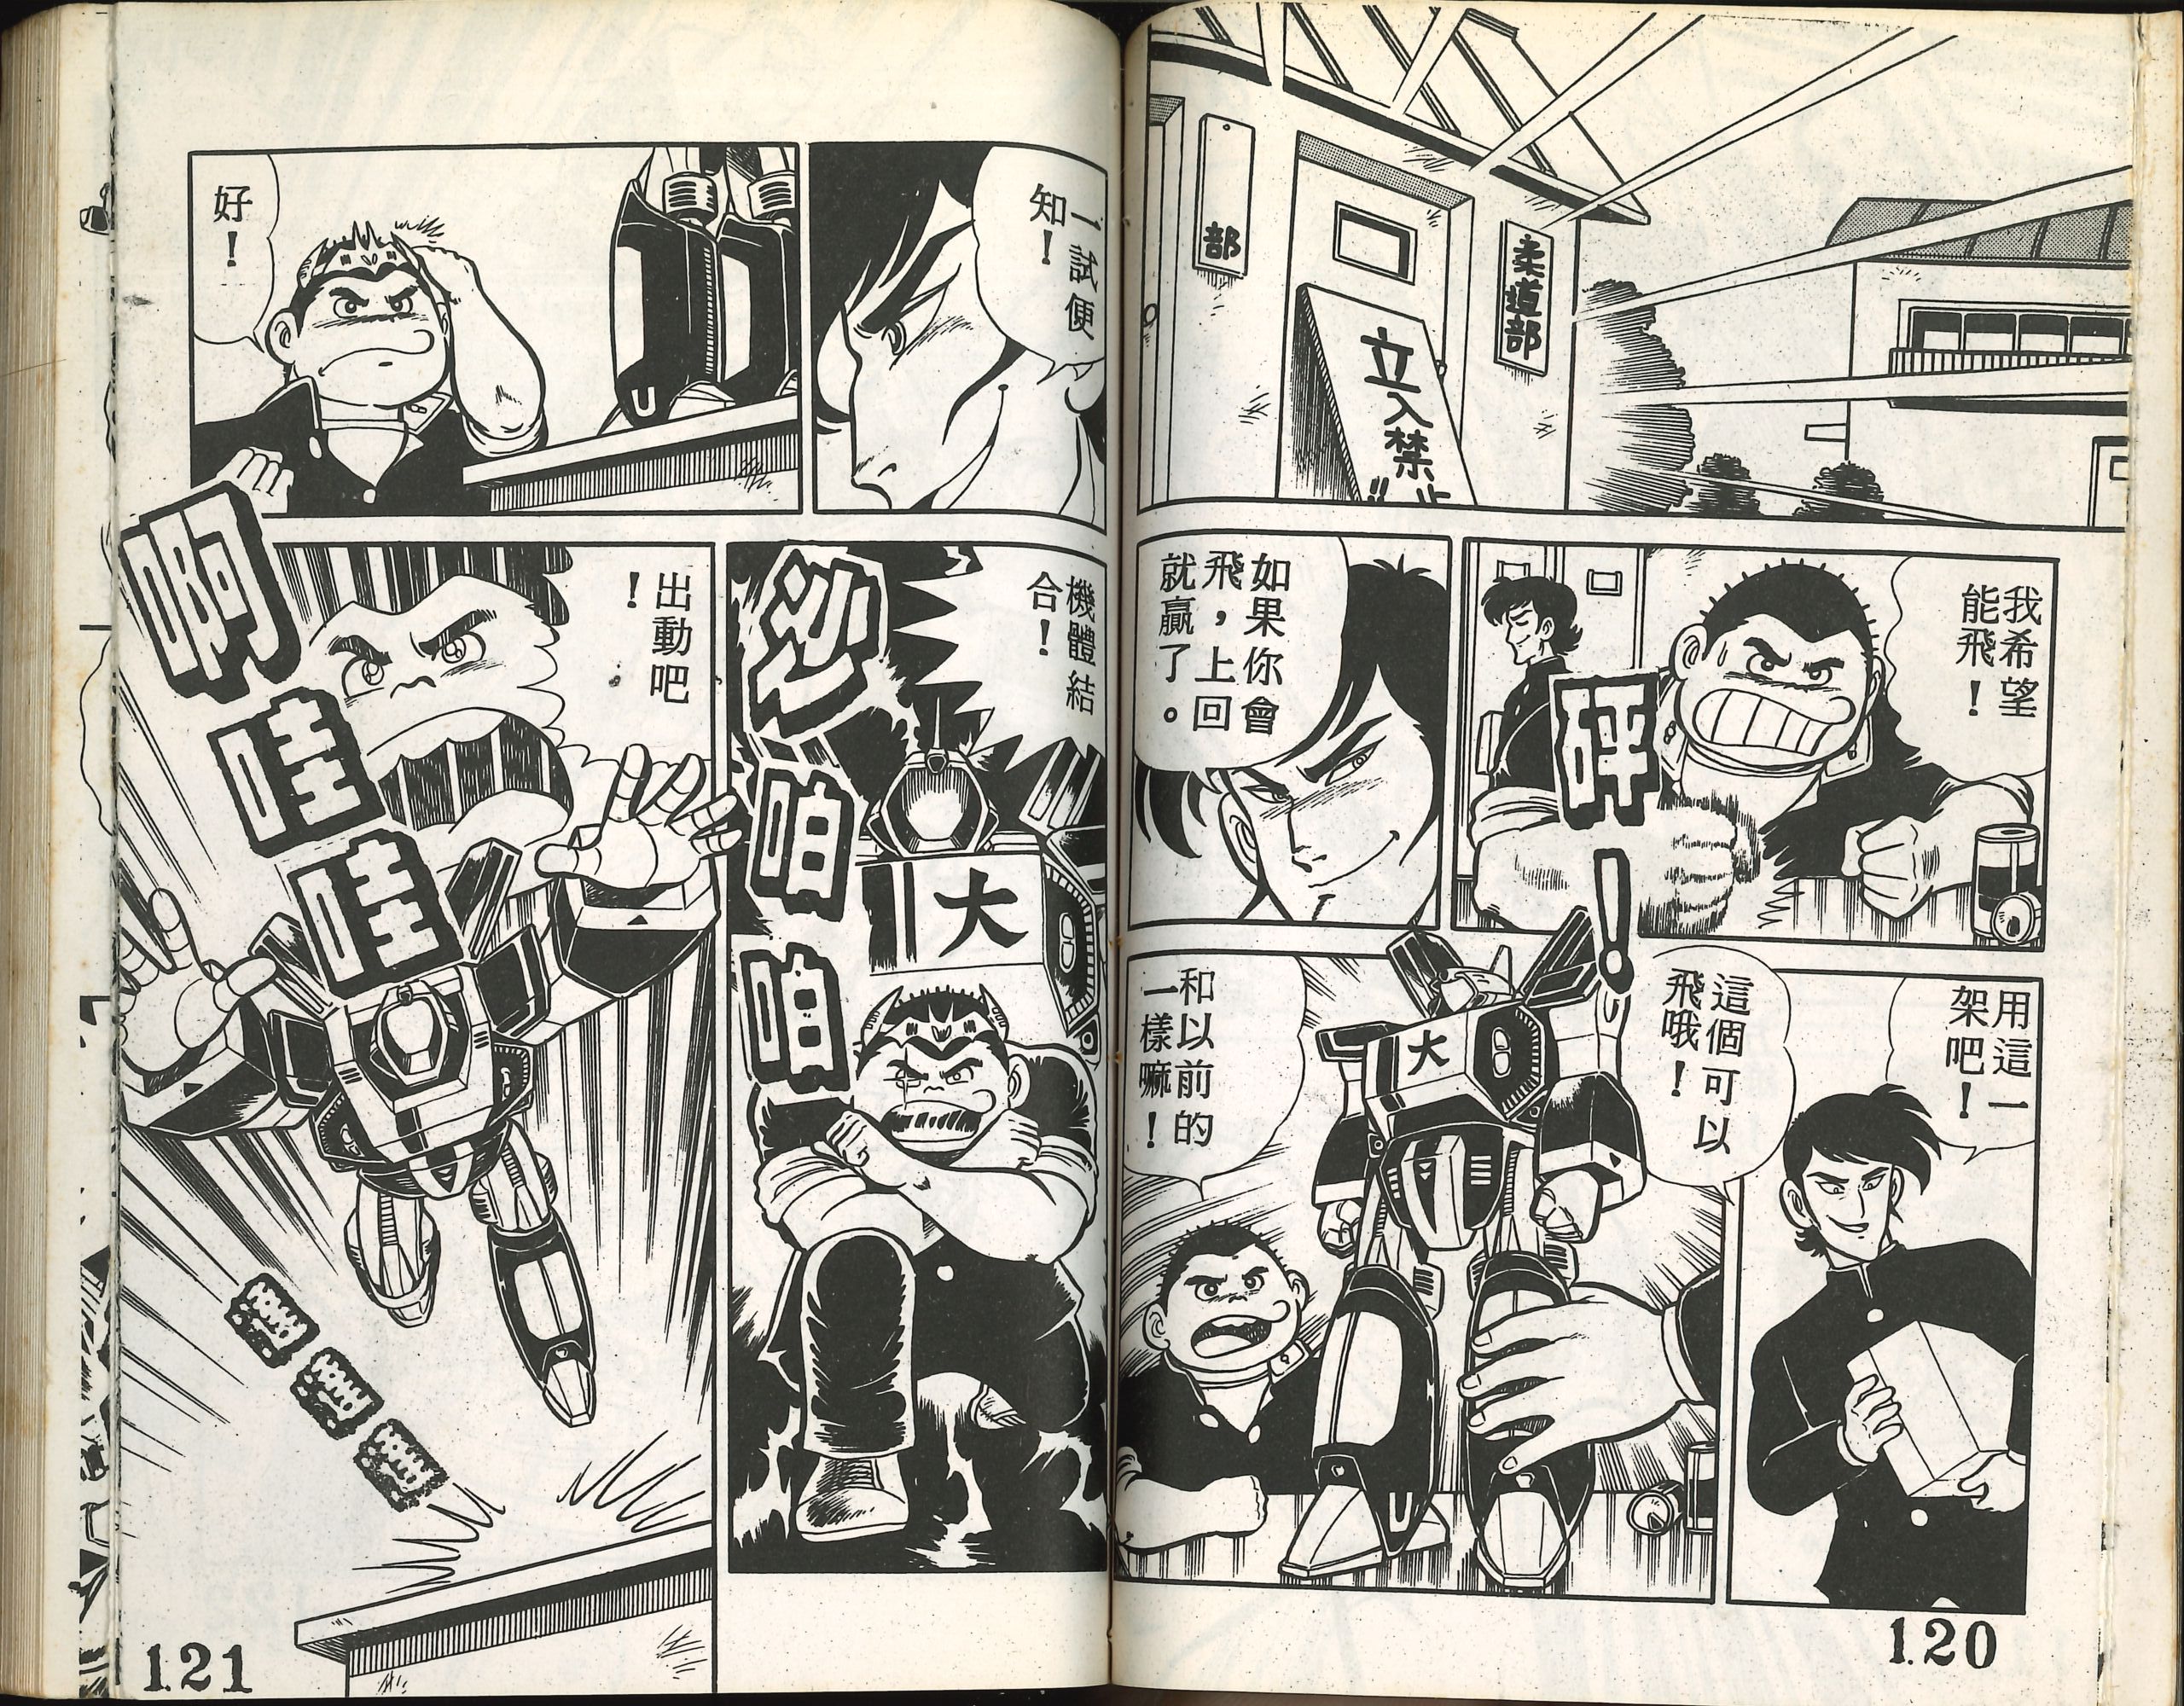 部
柔道部
立入禁止
!!
我希望
能飛!
砰!
如果你會
飛,上回
就贏了。
用這一
架吧!
這個可以
飛哦!
大
和以前的
一樣嘛!
U
120
一試便
知!
好!
U
機體結
合!
沙
咱
咱
大
出動吧
!
啊
哇
哇
121